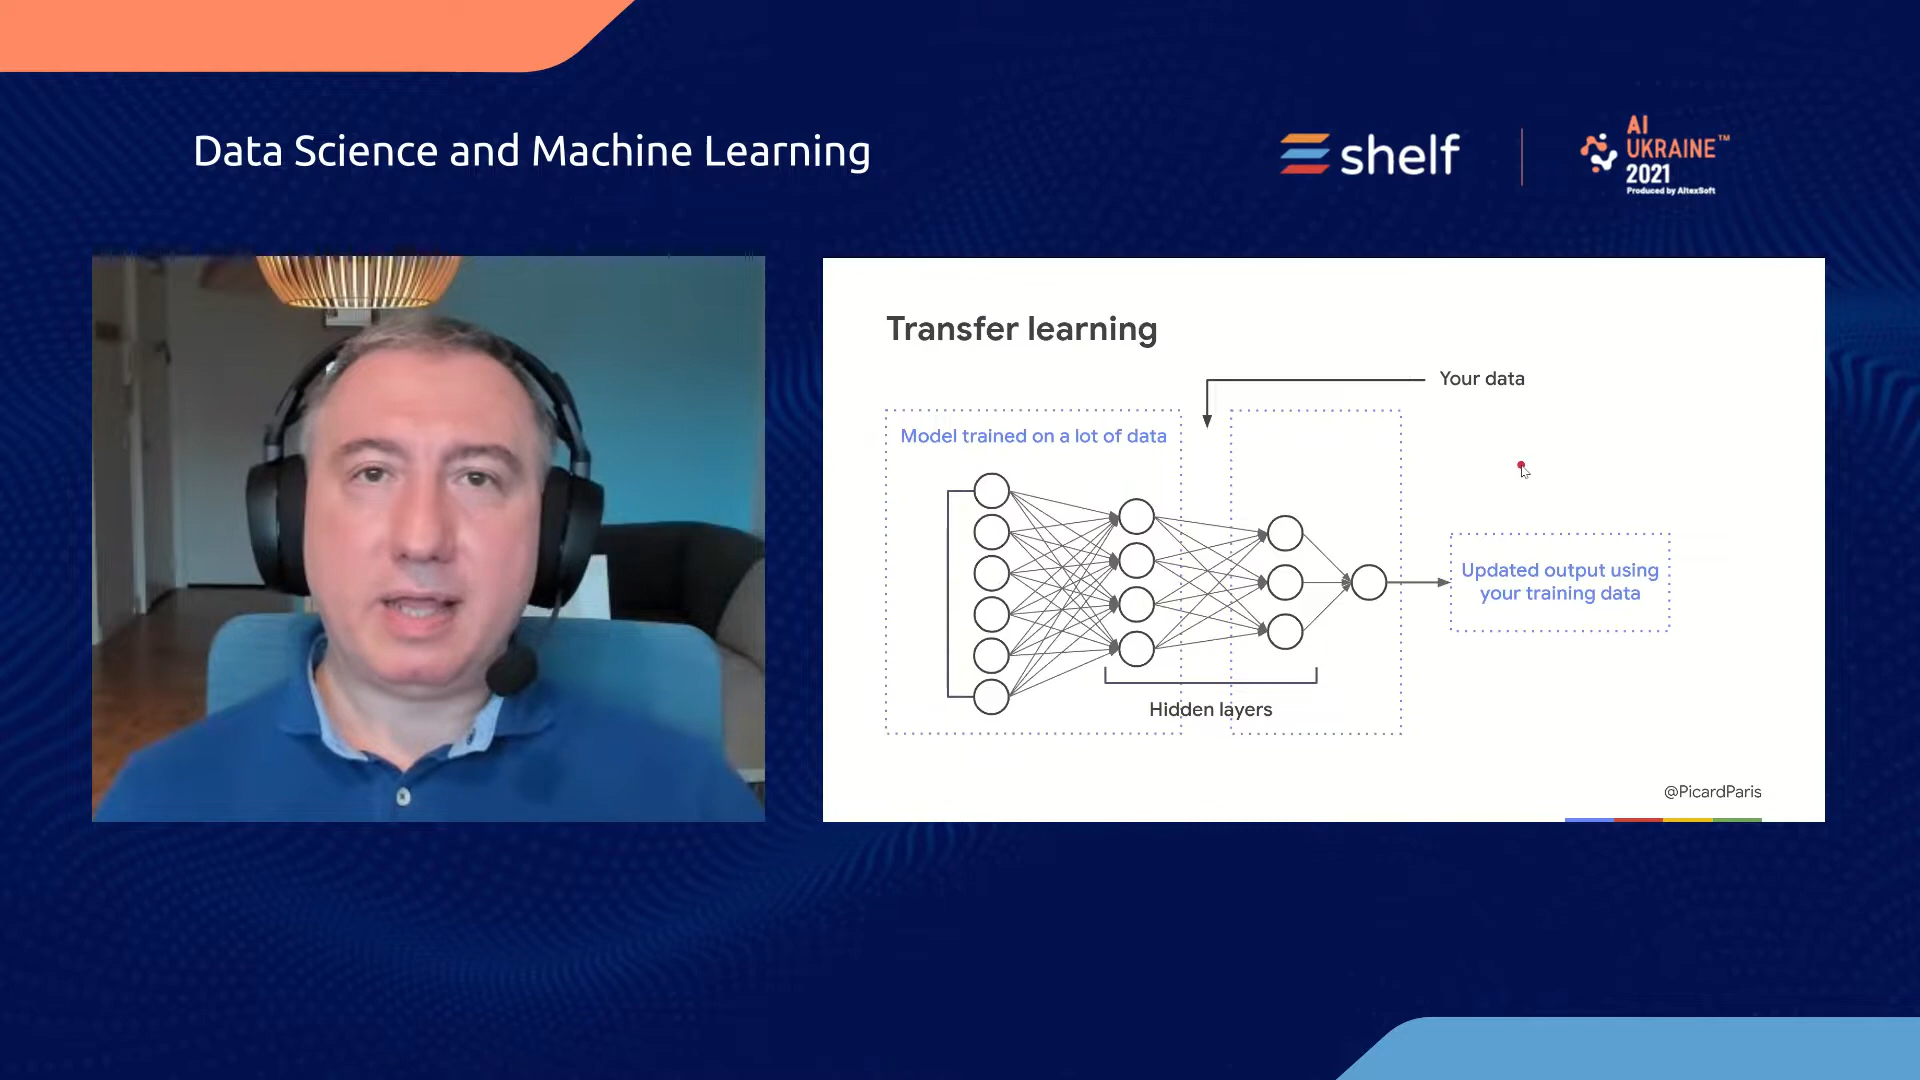 Data Science and Machine Learning
shelf
AI
UKRAINE™
2021
Produced by AltexSoft
Transfer learning
Your data
Model trained on a lot of data
Updated output using
your training data
Hidden layers
@PicardParis